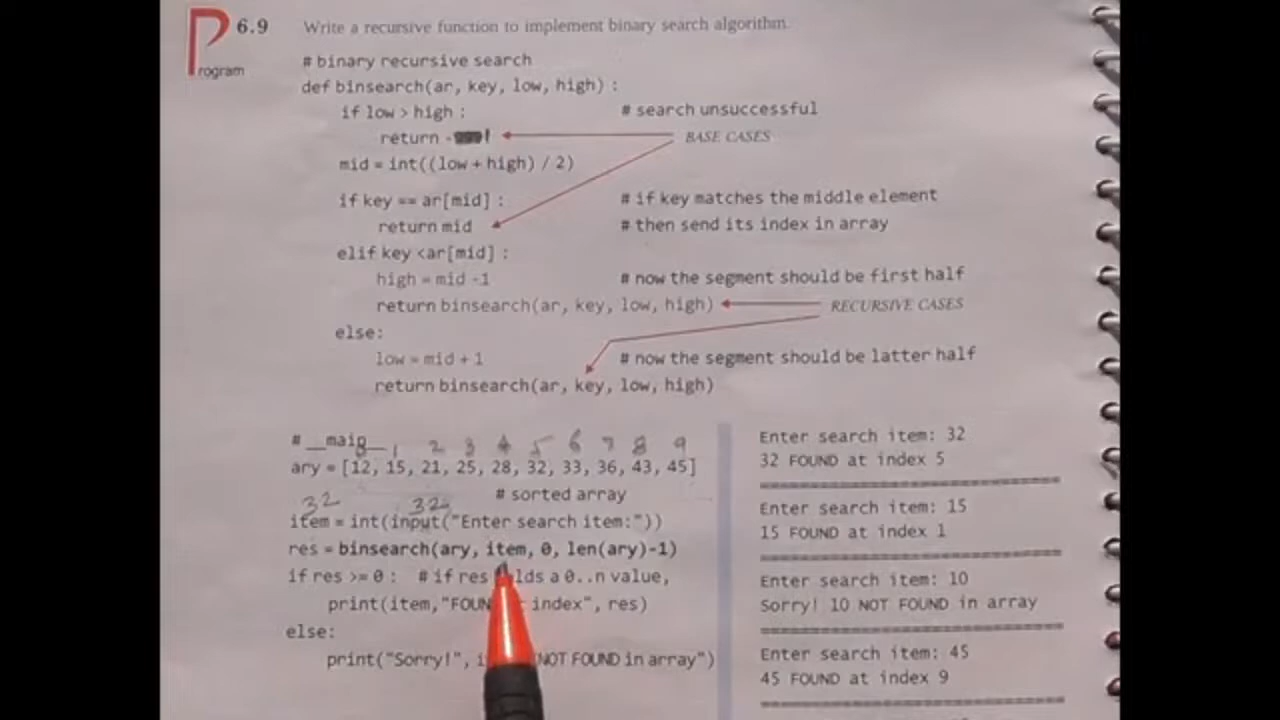 Program 6.9 Write a recursive function to implement binary search algorithm.
# binary recursive search
def binsearch(ar, key, low, high) :
if low > high : # search unsuccessful
return -1 BASE CASES
mid = int((low + high) / 2)
if key == ar[mid] : # if key matches the middle element
return mid # then send its index in array
elif key <ar[mid] :
high = mid -1 # now the segment should be first half
return binsearch(ar, key, low, high) RECURSIVE CASES
else:
low = mid + 1 # now the segment should be latter half
return binsearch(ar, key, low, high)
# __main__
0 1 2 3 4 5 6 7 8 9
ary = [12, 15, 21, 25, 28, 32, 33, 36, 43, 45]
# sorted array
32 32
item = int(input("Enter search item:"))
res = binsearch(ary, item, 0, len(ary)-1)
if res >= 0 : # if res a 0..n value,
print(item,"FOUND index", res)
else:
print("Sorry!", NOT FOUND in array")
Enter search item: 32
32 FOUND at index 5
Enter search item: 15
15 FOUND at index 1
Enter search item: 10
Sorry! 10 NOT FOUND in array
Enter search item: 45
45 FOUND at index 9